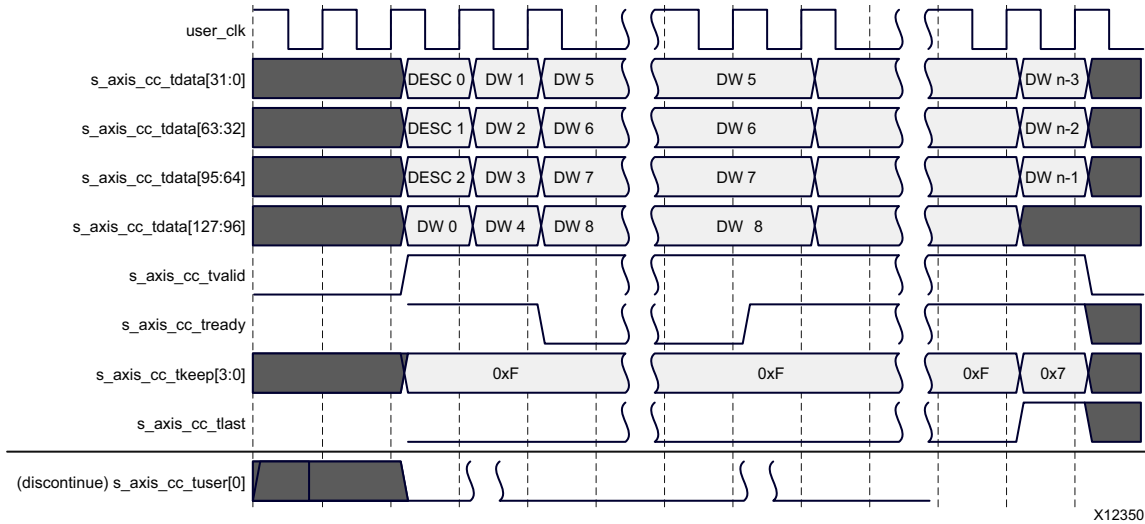 user_clk
s_axis_cc_tdata[31:0] DESC 0 DW 1 DW 5 DW 5 DW n-3
s_axis_cc_tdata[63:32] DESC 1 DW 2 DW 6 DW 6 DW n-2
s_axis_cc_tdata[95:64] DESC 2 DW 3 DW 7 DW 7 DW n-1
s_axis_cc_tdata[127:96] DW 0 DW 4 DW 8 DW 8
s_axis_cc_tvalid
s_axis_cc_tready
s_axis_cc_tkeep[3:0] 0xF 0xF 0xF 0x7
s_axis_cc_tlast
(discontinue) s_axis_cc_tuser[0]
X12350